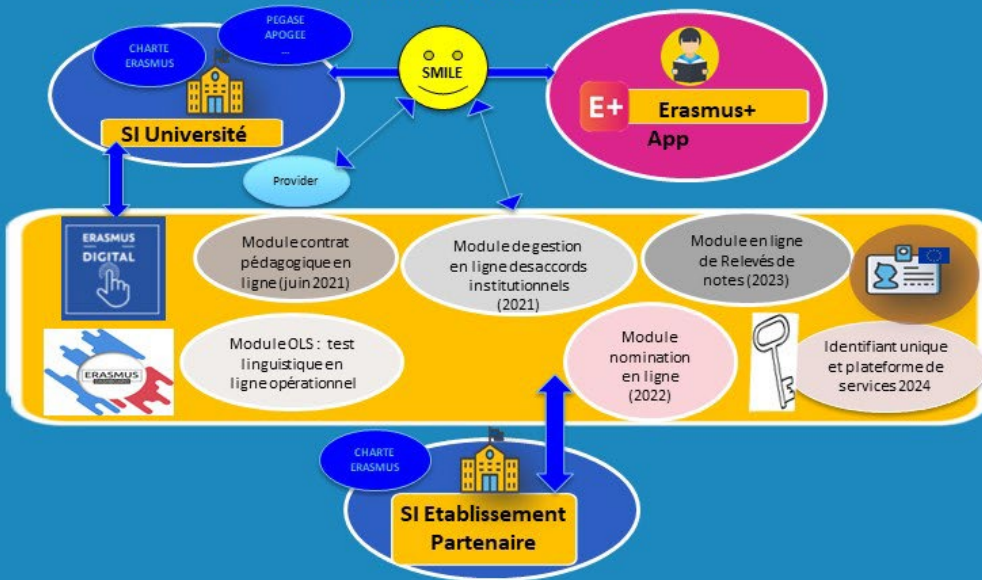 PEGASE
APOGEE
...
CHARTE
ERASMUS
SMILE
SI Université
E+
Erasmus+
App
Provider
ERASMUS
DIGITAL
Module contrat
pédagogique en
ligne (juin 2021)
Module de gestion
en ligne des accords
institutionnels
(2021)
Module en ligne
de Relevés de
notes (2023)
ERASMUS
Module OLS : test
linguistique en
ligne opérationnel
Module
nomination
en ligne
(2022)
Identifiant unique
et plateforme de
services 2024
CHARTE
ERASMUS
SI Etablissement
Partenaire